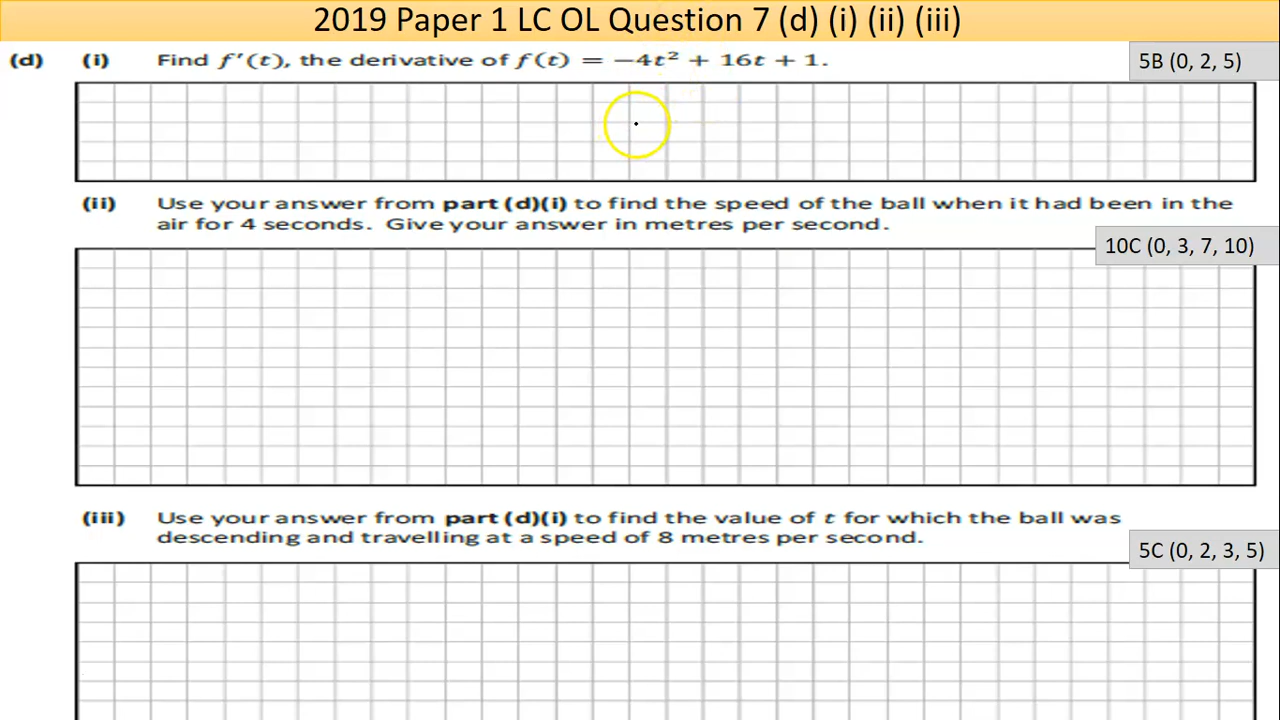 2019 Paper 1 LC OL Question 7 (d) (i) (ii) (iii)
(d) (i) Find f′(t), the derivative of f(t) = −4t² + 16t + 1.
5B (0, 2, 5)
(ii) Use your answer from part (d)(i) to find the speed of the ball when it had been in the
air for 4 seconds. Give your answer in metres per second.
10C (0, 3, 7, 10)
(iii) Use your answer from part (d)(i) to find the value of t for which the ball was
descending and travelling at a speed of 8 metres per second.
5C (0, 2, 3, 5)